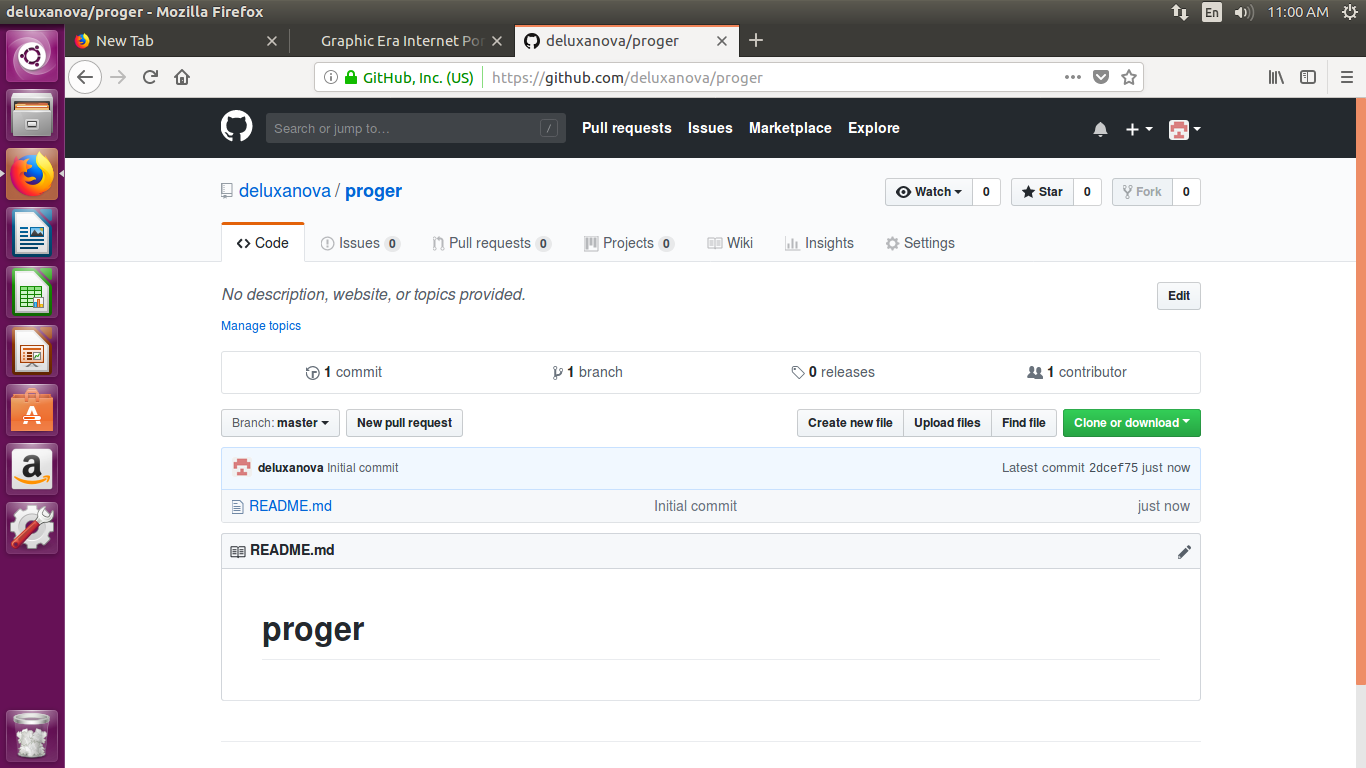 deluxanova/proger - Mozilla Firefox
En
11:00 AM
New Tab
Graphic Era Internet Por
deluxanova/proger
GitHub, Inc. (US)
https://github.com/deluxanova/proger
Search or jump to…
/
Pull requests
Issues
Marketplace
Explore
deluxanova / proger
Watch 0
Star 0
Fork 0
Code
Issues 0
Pull requests 0
Projects 0
Wiki
Insights
Settings
No description, website, or topics provided.
Edit
Manage topics
1 commit
1 branch
0 releases
1 contributor
Branch: master
New pull request
Create new file
Upload files
Find file
Clone or download
deluxanova Initial commit
Latest commit 2dcef75 just now
README.md
Initial commit
just now
README.md
proger